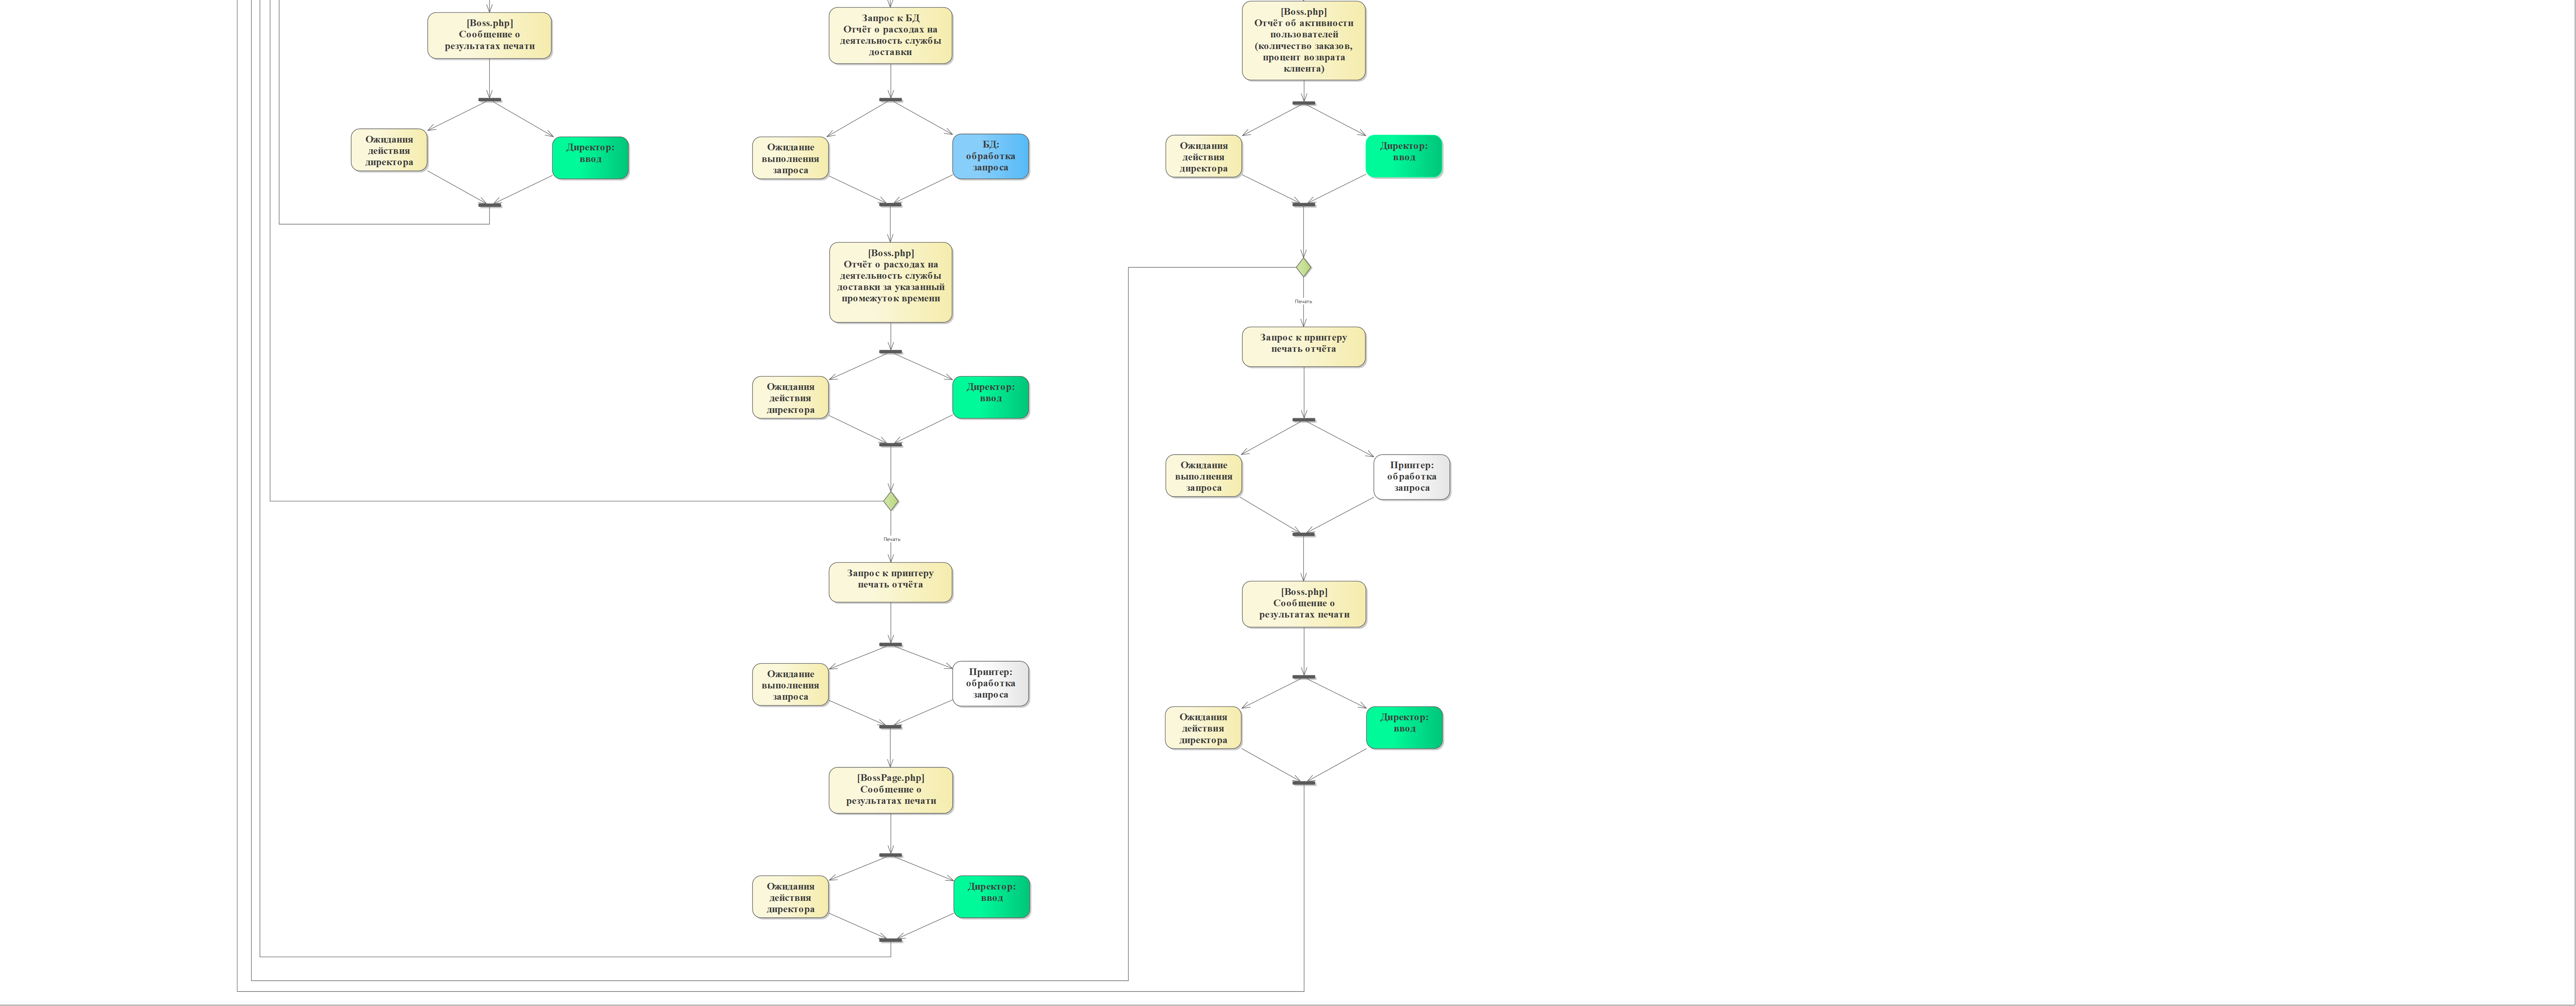 [Boss.php]
Сообщение о
результатах печати
Ожидания
действия
директора
Директор:
ввод
Запрос к БД
Отчёт о расходах на
деятельность службы
доставки
Ожидание
выполнения
запроса
БД:
обработка
запроса
[Boss.php]
Отчёт о расходах на
деятельность службы
доставки за указанный
промежуток времени
Ожидания
действия
директора
Директор:
ввод
Печать
Запрос к принтеру
печать отчёта
Ожидание
выполнения
запроса
Принтер:
обработка
запроса
[BossPage.php]
Сообщение о
результатах печати
Ожидания
действия
директора
Директор:
ввод
[Boss.php]
Отчёт об активности
пользователей
(количество заказов,
процент возврата
клиента)
Ожидания
действия
директора
Директор:
ввод
Печать
Запрос к принтеру
печать отчёта
Ожидание
выполнения
запроса
Принтер:
обработка
запроса
[Boss.php]
Сообщение о
результатах печати
Ожидания
действия
директора
Директор:
ввод